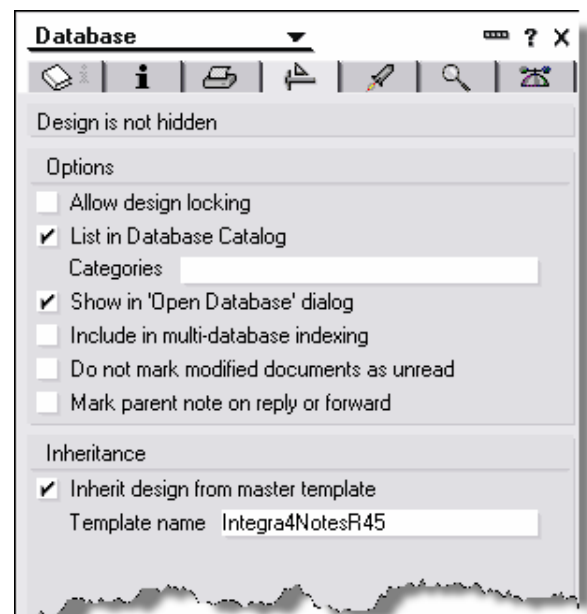 Database ? X
i i
Design is not hidden
Options
Allow design locking
List in Database Catalog
Categories
Show in 'Open Database' dialog
Include in multi-database indexing
Do not mark modified documents as unread
Mark parent note on reply or forward
Inheritance
Inherit design from master template
Template name Integra4NotesR45